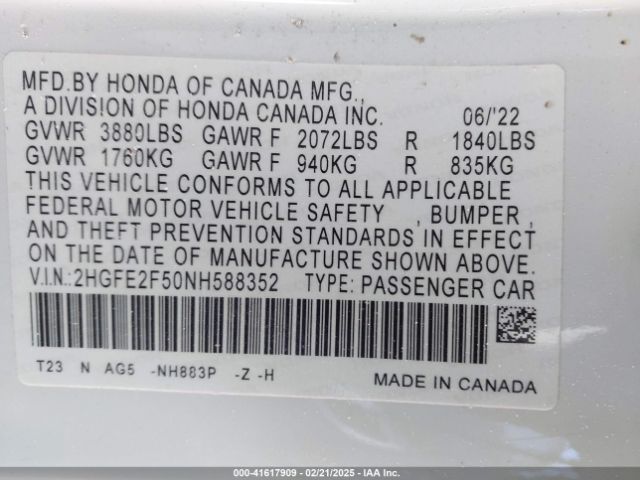 MFD.BY HONDA OF CANADA MFG.,
A DIVISION OF HONDA CANADA INC. 06/'22
GVWR 3880LBS GAWR F 2072LBS R 1840LBS
GVWR 1760KG GAWR F 940KG R 835KG
THIS VEHICLE CONFORMS TO ALL APPLICABLE
FEDERAL MOTOR VEHICLE SAFETY , BUMPER ,
AND THEFT PREVENTION STANDARDS IN EFFECT
ON THE DATE OF MANUFACTURE SHOWN ABOVE.
V.I.N.:2HGFE2F50NH588352 TYPE: PASSENGER CAR
T23 N AG5 -NH883P -Z -H
MADE IN CANADA
000-41617909 - 02/21/2025 - IAA Inc.